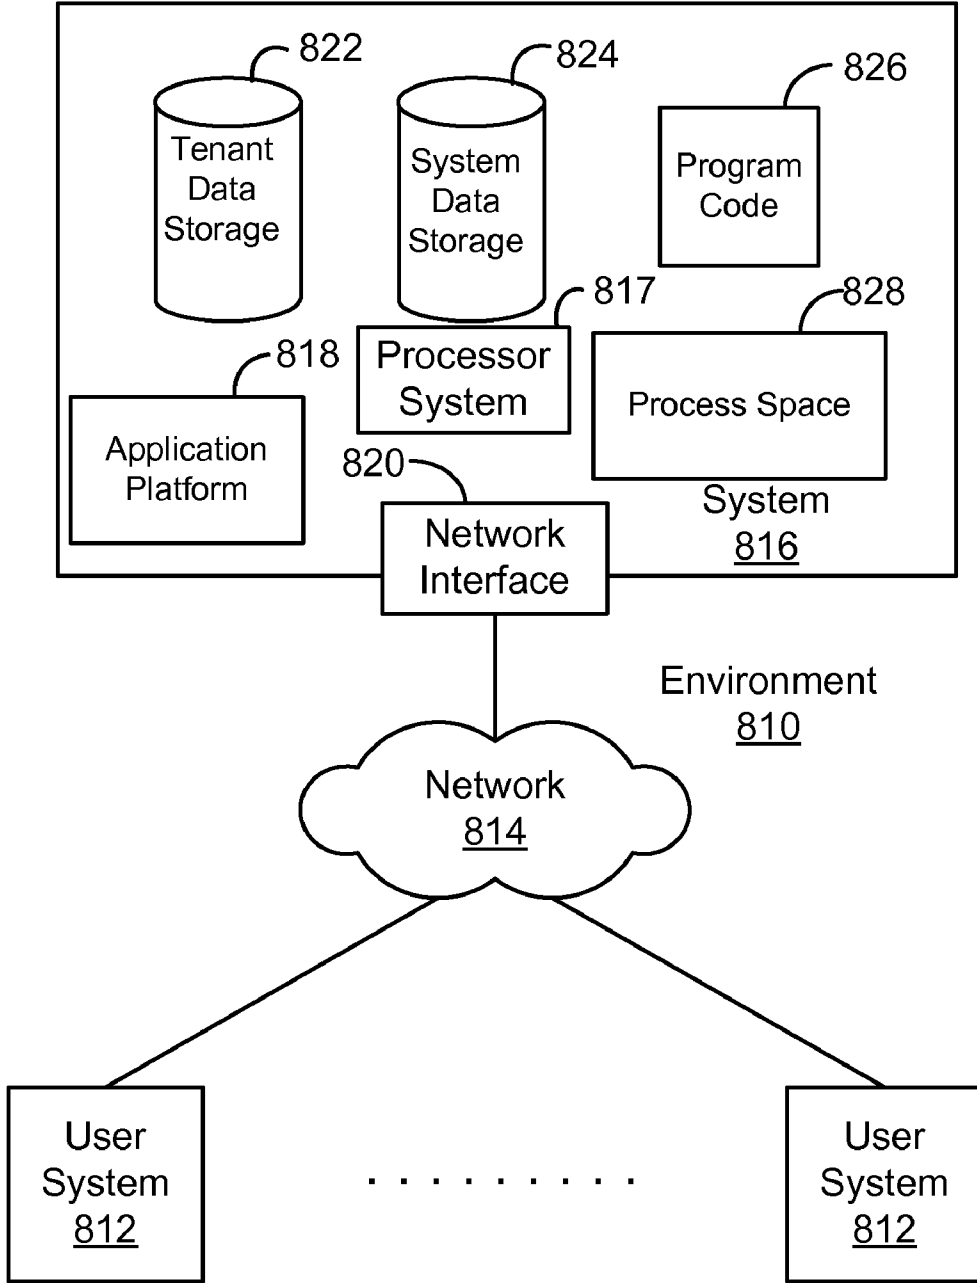 822
824
826
Tenant
Data
Storage
System
Data
Storage
Program
Code
817
828
818
Processor
System
Process Space
Application
Platform
820
System
816
Network
Interface
Environment
810
Network
814
User
System
812
. . . . . . . . . .
User
System
812